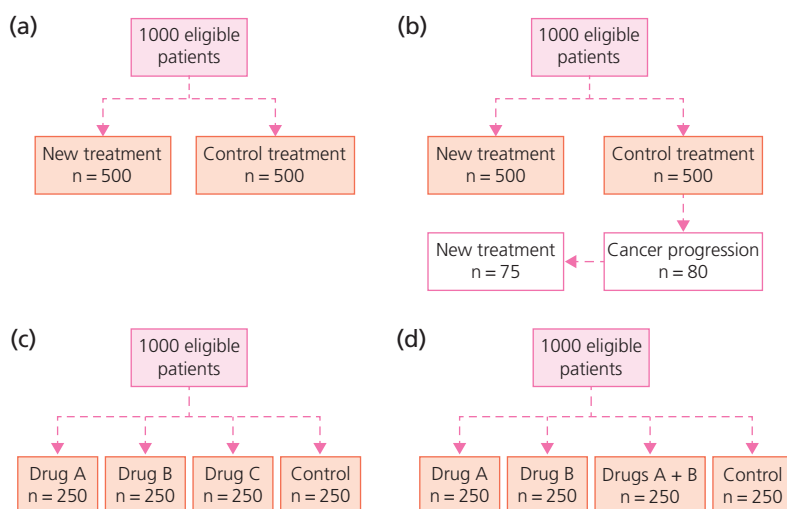 (a)
1000 eligible
patients
New treatment
n = 500
Control treatment
n = 500
(b)
1000 eligible
patients
New treatment
n = 500
Control treatment
n = 500
New treatment
n = 75
Cancer progression
n = 80
(c)
1000 eligible
patients
Drug A
n = 250
Drug B
n = 250
Drug C
n = 250
Control
n = 250
(d)
1000 eligible
patients
Drug A
n = 250
Drug B
n = 250
Drugs A + B
n = 250
Control
n = 250